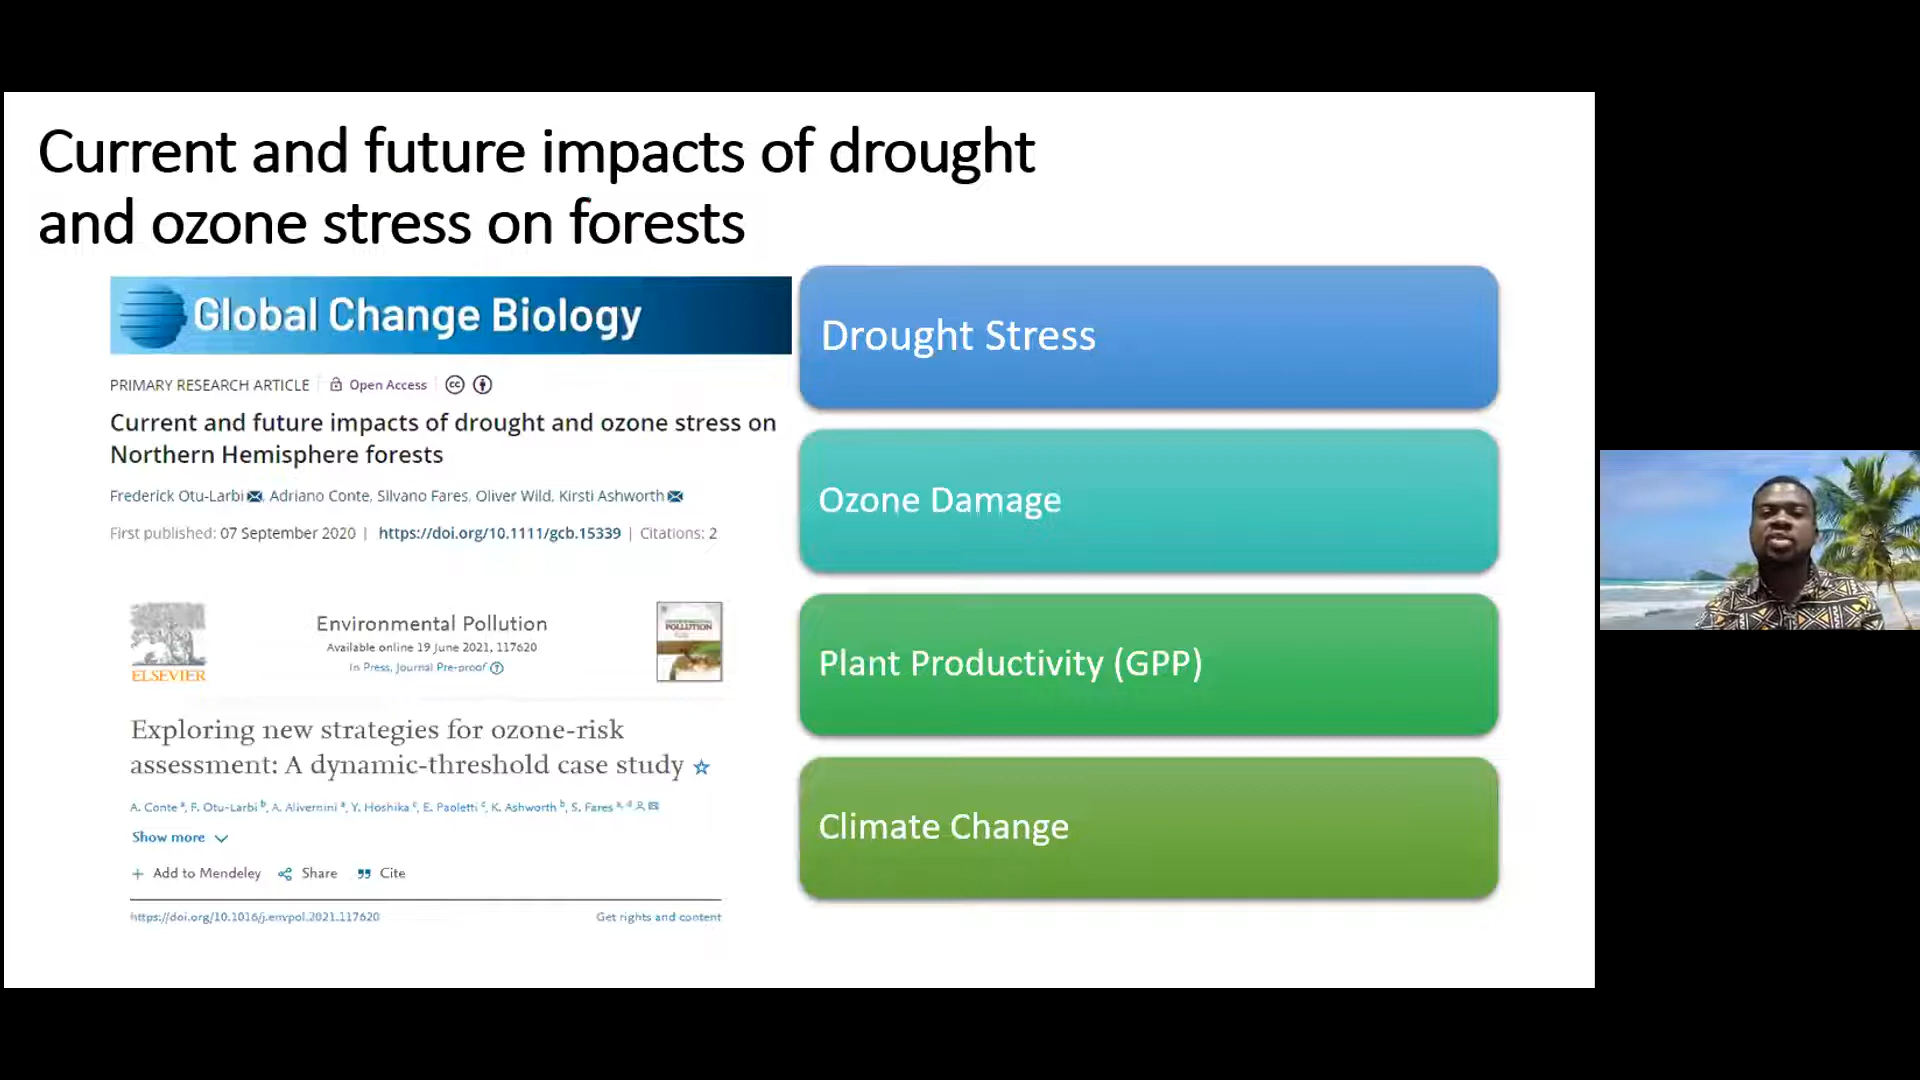 Current and future impacts of drought
and ozone stress on forests
Global Change Biology
PRIMARY RESEARCH ARTICLE Open Access
Current and future impacts of drought and ozone stress on
Northern Hemisphere forests
Frederick Otu-Larbi, Adriano Conte, Silvano Fares, Oliver Wild, Kirsti Ashworth
First published: 07 September 2020 | https://doi.org/10.1111/gcb.15339 | Citations: 2
ELSEVIER
Environmental Pollution
Available online 19 June 2021, 117620
In Press, Journal Pre-proof
POLLUTION
Exploring new strategies for ozone-risk
assessment: A dynamic-threshold case study
A. Conte a, F. Otu-Larbi b, A. Alivernini a, Y. Hoshika c, E. Paoletti c, K. Ashworth b, S. Fares a, d
Show more
+ Add to Mendeley Share Cite
https://doi.org/10.1016/j.envpol.2021.117620 Get rights and content
Drought Stress
Ozone Damage
Plant Productivity (GPP)
Climate Change